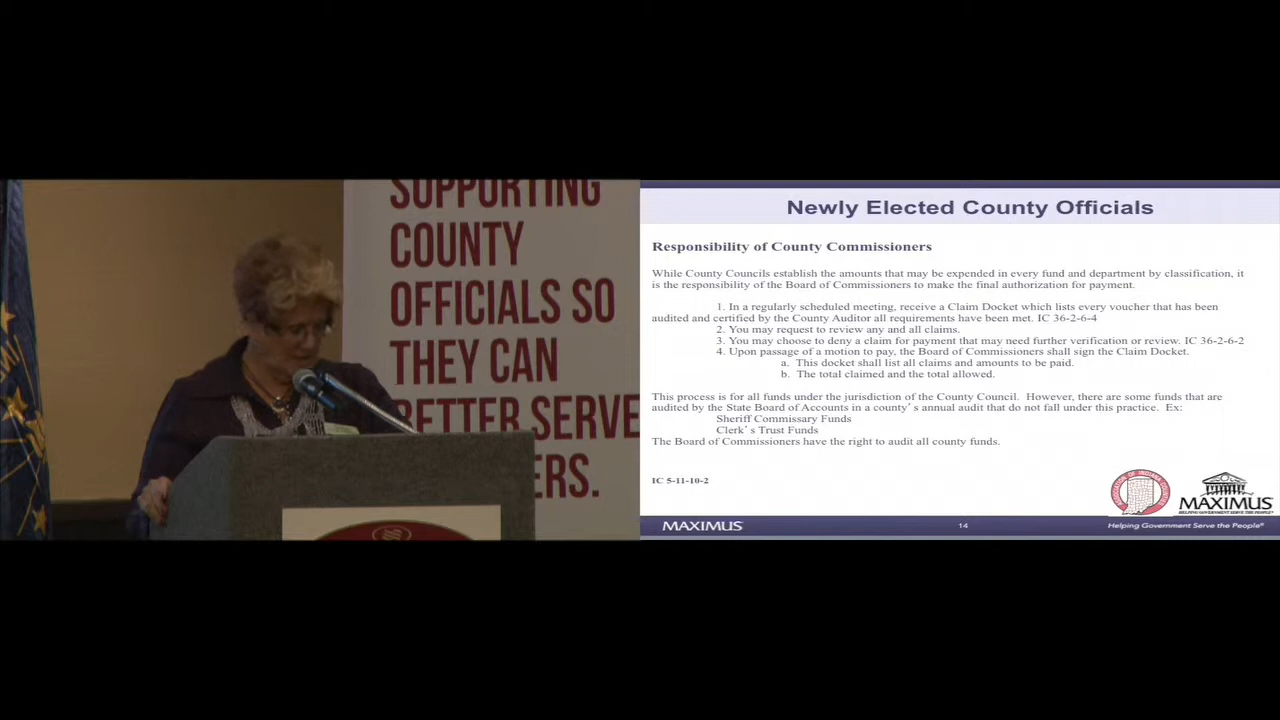 SUPPORTING
COUNTY
OFFICIALS SO
THEY CAN
BETTER SERVE
ERS.
Newly Elected County Officials
Responsibility of County Commissioners
While County Councils establish the amounts that may be expended in every fund and department by classification, it
is the responsibility of the Board of Commissioners to make the final authorization for payment.
1. In a regularly scheduled meeting, receive a Claim Docket which lists every voucher that has been
audited and certified by the County Auditor all requirements have been met. IC 36-2-6-4
2. You may request to review any and all claims.
3. You may choose to deny a claim for payment that may need further verification or review. IC 36-2-6-2
4. Upon passage of a motion to pay, the Board of Commissioners shall sign the Claim Docket.
a. This docket shall list all claims and amounts to be paid.
b. The total claimed and the total allowed.
This process is for all funds under the jurisdiction of the County Council. However, there are some funds that are
audited by the State Board of Accounts in a county's annual audit that do not fall under this practice. Ex:
Sheriff Commissary Funds
Clerk's Trust Funds
The Board of Commissioners have the right to audit all county funds.
IC 5-11-10-2
MAXIMUS
HELPING GOVERNMENT SERVE THE PEOPLE®
MAXIMUS
14
Helping Government Serve the People®